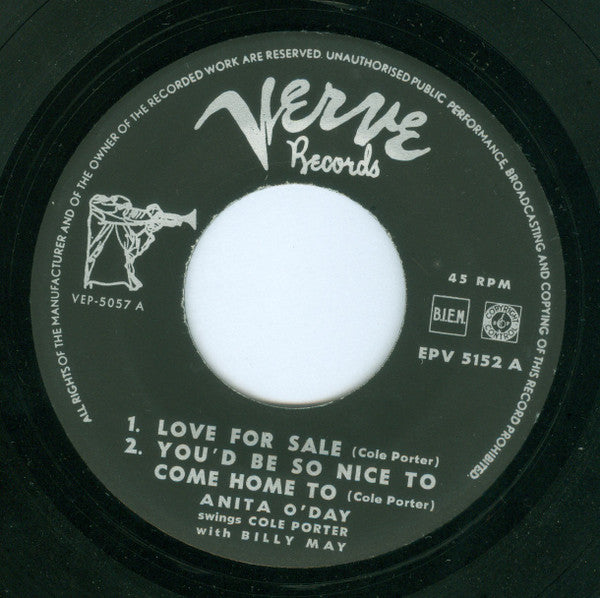 ALL RIGHTS OF THE MANUFACTURER AND OF THE OWNER OF THE RECORDED WORK ARE RESERVED. UNAUTHORISED PUBLIC PERFORMANCE, BROADCASTING AND COPYING OF THIS RECORD PROHIBITED
Verve
Records
VEP-5057 A
45 RPM
B.I.E.M.
COPYRIGHT
CONTROL
EPV 5152 A
1. LOVE FOR SALE (Cole Porter)
2. YOU'D BE SO NICE TO
COME HOME TO (Cole Porter)
ANITA O'DAY
swings COLE PORTER
with BILLY MAY